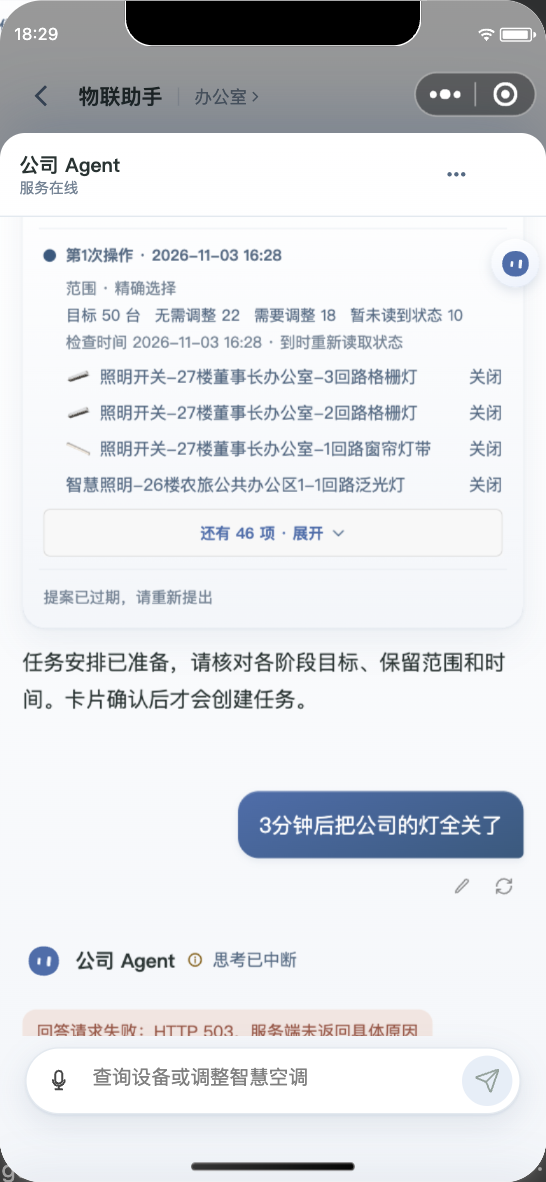 18:29
物联助手
办公室
公司 Agent
服务在线
第1次操作 · 2026-11-03 16:28
范围 · 精确选择
目标 50 台 无需调整 22 需要调整 18 暂未读到状态 10
检查时间 2026-11-03 16:28 · 到时重新读取状态
照明开关-27楼董事长办公室-3回路格栅灯 关闭
照明开关-27楼董事长办公室-2回路格栅灯 关闭
照明开关-27楼董事长办公室-1回路窗帘灯带 关闭
智慧照明-26楼农旅公共办公区1-1回路泛光灯 关闭
还有 46 项 · 展开
提案已过期，请重新提出
任务安排已准备，请核对各阶段目标、保留范围和时
间。卡片确认后才会创建任务。
3分钟后把公司的灯全关了
公司 Agent 思考已中断
回答请求失败：HTTP 503，服务端未返回具体原因
查询设备或调整智慧空调